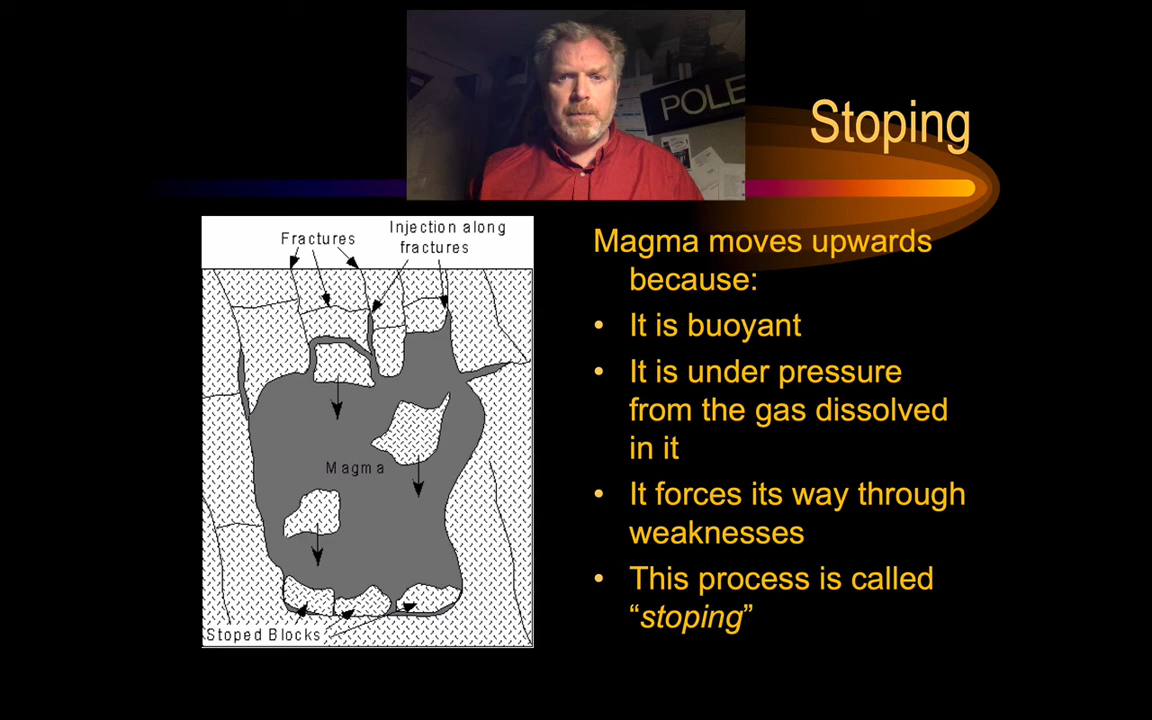 POLE
Stoping
Fractures
Injection along
fractures
Magma
Stoped Blocks
Magma moves upwards
because:
• It is buoyant
• It is under pressure
from the gas dissolved
in it
• It forces its way through
weaknesses
• This process is called
“stoping”